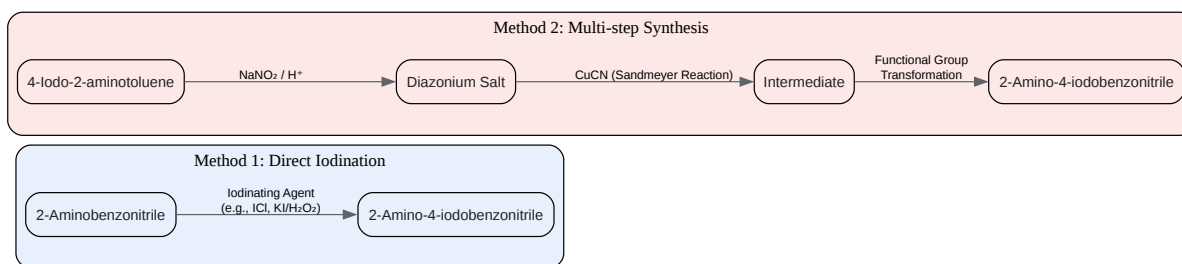 Method 2: Multi-step Synthesis
4-Iodo-2-aminotoluene
NaNO₂ / H⁺
Diazonium Salt
CuCN (Sandmeyer Reaction)
Intermediate
Functional Group
Transformation
2-Amino-4-iodobenzonitrile
Method 1: Direct Iodination
2-Aminobenzonitrile
Iodinating Agent
(e.g., ICl, KI/H₂O₂)
2-Amino-4-iodobenzonitrile